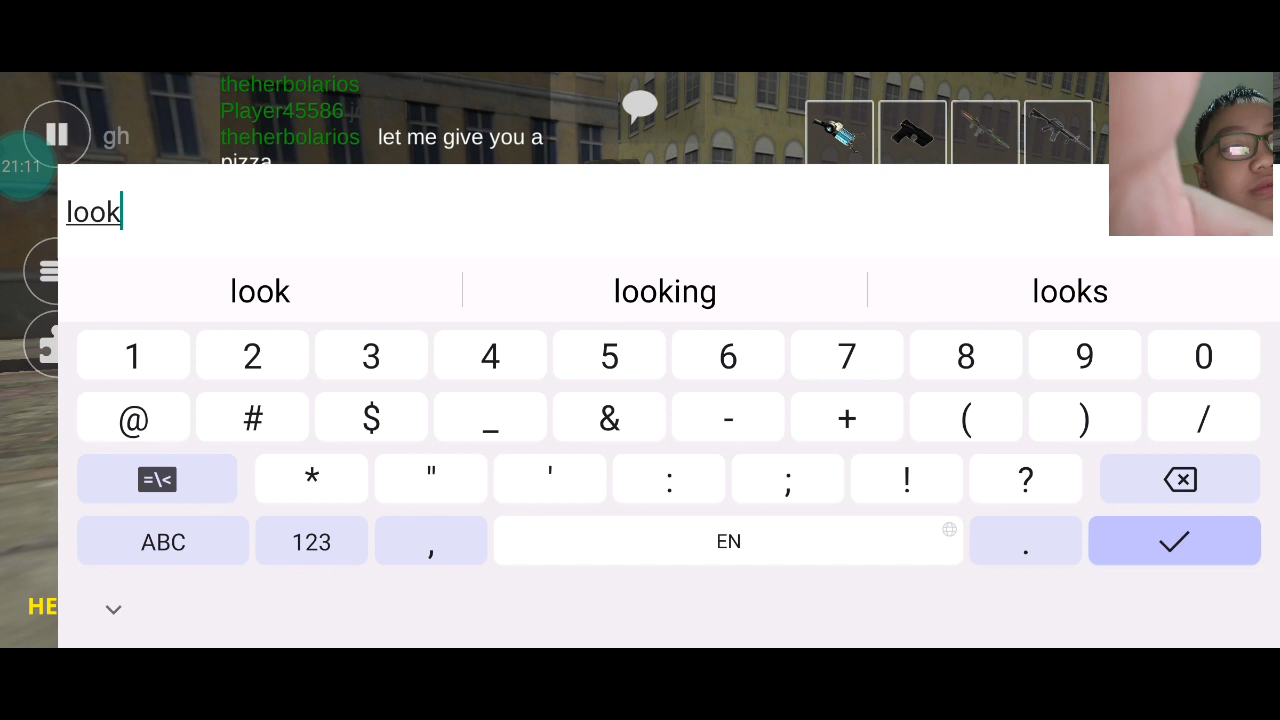 theherbolarios
Player45586
theherbolarios let me give you a
pizza
gh
21:11
look
look looking looks
1 2 3 4 5 6 7 8 9 0
@ # $ _ & - + ( ) /
=\< * " ' : ; ! ?
ABC 123 , EN .
HE